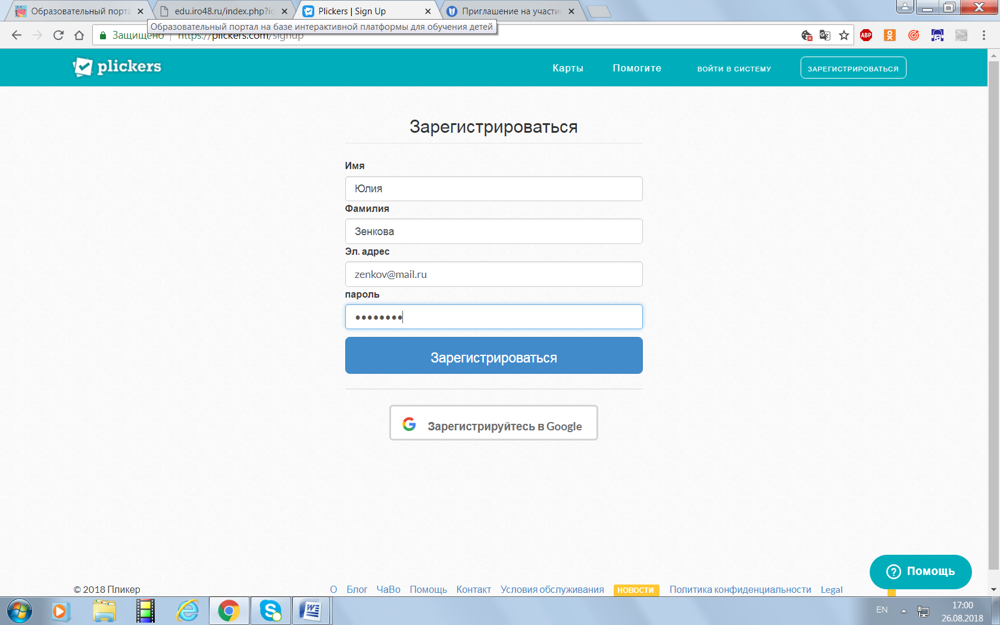 Образовательный порта
edu.iro48.ru/index.php?ic
Plickers | Sign Up
Приглашение на участи
Образовательный портал на базе интерактивной платформы для обучения детей
Защищено https://plickers.com/signup
ABP
plickers
Карты Помогите ВОЙТИ В СИСТЕМУ ЗАРЕГИСТРИРОВАТЬСЯ
Зарегистрироваться
Имя
Юлия
Фамилия
Зенкова
Эл. адрес
zenkov@mail.ru
пароль
••••••••
Зарегистрироваться
Зарегистрируйтесь в Google
Помощь
© 2018 Пликер О Блог ЧаВо Помощь Контакт Условия обслуживания НОВОСТИ Политика конфиденциальности Legal
EN
17:00
26.08.2018